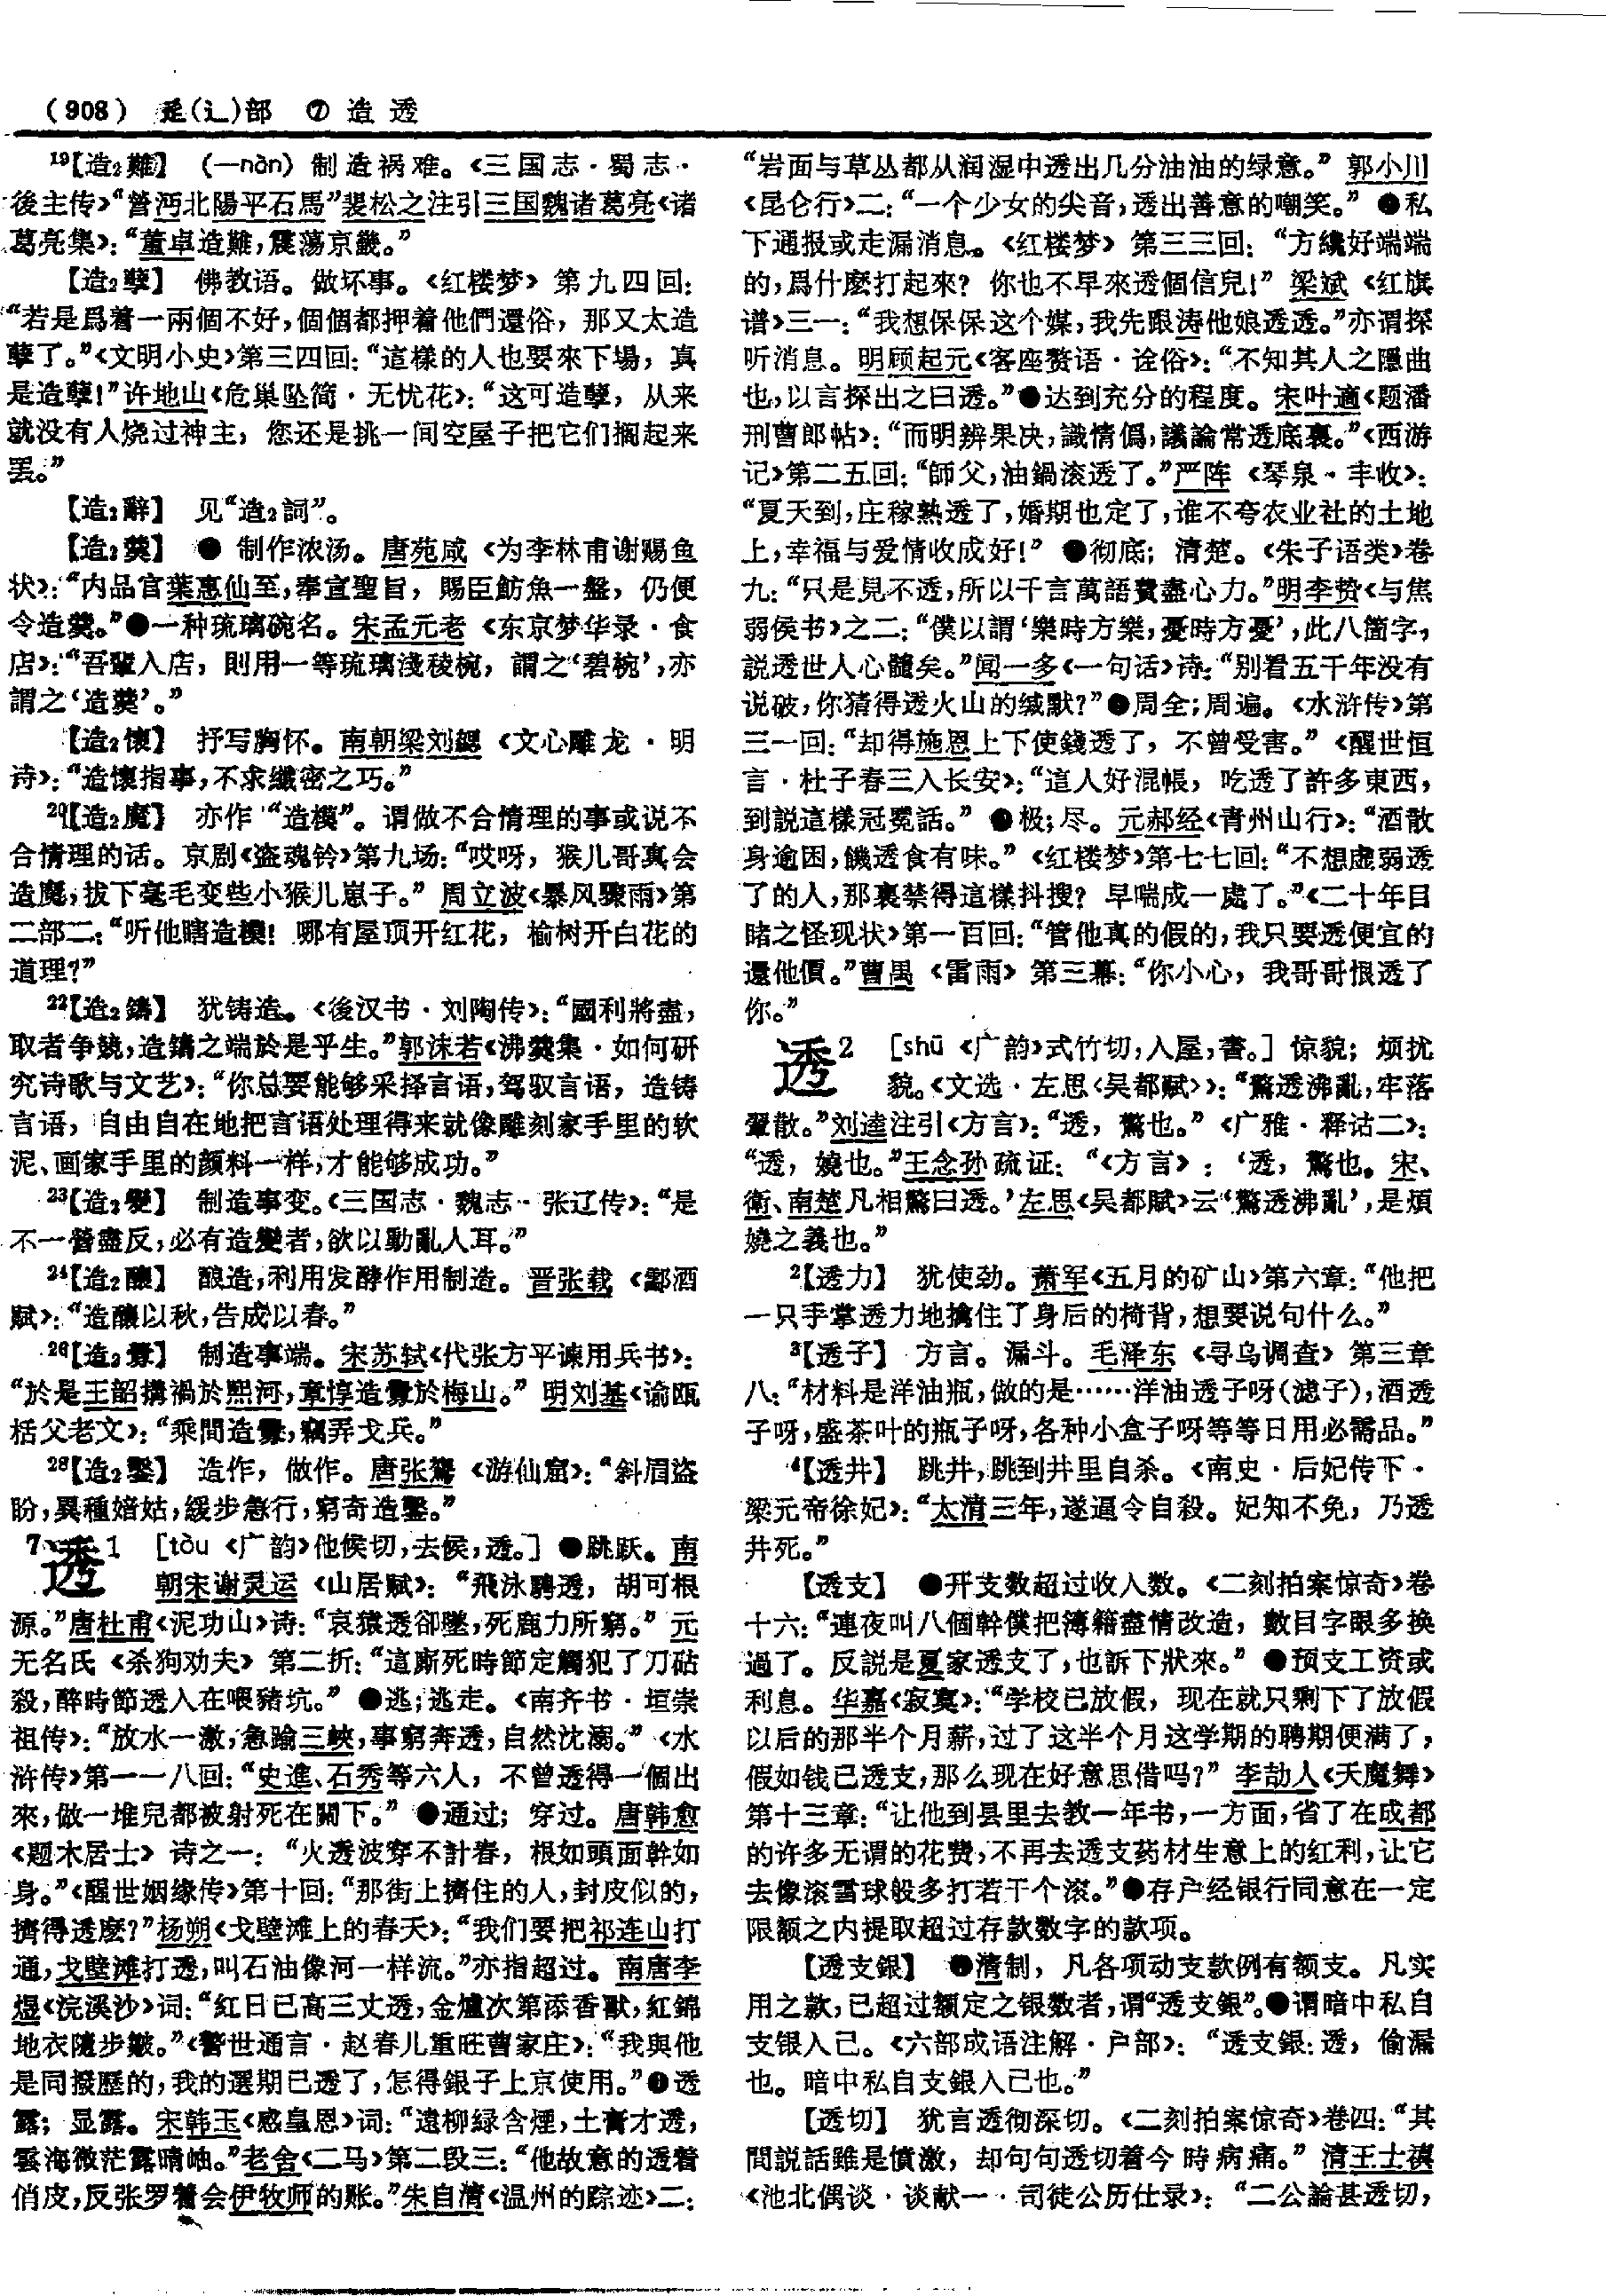 （908） 辵(辶)部 ⑦ 造 透
19【造2難】 （—nàn）制造祸难。《三国志·蜀志·
後主传》“營沔北陽平石馬”裴松之注引三国魏诸葛亮《诸
葛亮集》：“董卓造難，震蕩京畿。”
【造2孽】 佛教语。做坏事。《红楼梦》第九四回：
“若是爲着一兩個不好，個個都押着他們還俗，那又太造
孽了。”《文明小史》第三四回：“這樣的人也要來下場，真
是造孽！”许地山《危巢坠简·无忧花》：“这可造孽，从来
就没有人烧过神主，您还是挑一间空屋子把它们搁起来
罢。”
【造2辭】 见“造2詞”。
【造2羹】 ● 制作浓汤。唐苑咸《为李林甫谢赐鱼
状》：“内品官葉惠仙至，奉宣聖旨，賜臣魴魚一盤，仍便
令造羹。”●一种琉璃碗名。宋孟元老《东京梦华录·食
店》：“吾輩入店，則用一等琉璃淺稜椀，謂之‘碧椀’，亦
謂之‘造羹’。”
【造2懷】 抒写胸怀。南朝梁刘勰《文心雕龙·明
诗》：“造懷指事，不求纖密之巧。”
20【造2魔】 亦作“造模”。谓做不合情理的事或说不
合情理的话。京剧《盗魂铃》第九场：“哎呀，猴儿哥真会
造魔，拔下毫毛变些小猴儿崽子。”周立波《暴风骤雨》第
二部二：“听他瞎造模！哪有屋顶开红花，榆树开白花的
道理？”
22【造2鑄】 犹铸造。《後汉书·刘陶传》：“國利將盡，
取者争競，造鑄之端於是乎生。”郭沫若《沸羹集·如何研
究诗歌与文艺》：“你总要能够采择言语，驾驭言语，造铸
言语，自由自在地把言语处理得来就像雕刻家手里的软
泥、画家手里的颜料一样，才能够成功。”
23【造2變】 制造事变。《三国志·魏志·张辽传》：“是
不一營盡反，必有造變者，欲以動亂人耳。”
24【造2釀】 酿造，利用发酵作用制造。晋张载《酃酒
赋》：“造釀以秋，告成以春。”
26【造2釁】 制造事端。宋苏轼《代张方平谏用兵书》：
“於是王韶搆禍於熙河，章惇造釁於梅山。”明刘基《谕瓯
括父老文》：“乘間造釁，竊弄戈兵。”
28【造2鑿】 造作，做作。唐张鷟《游仙窟》：“斜眉盗
盼，異種婄姑，緩步急行，窮奇造鑿。”
7透1 [tòu《广韵》他候切，去候，透。] ●跳跃。南
朝宋谢灵运《山居赋》：“飛泳騁透，胡可根
源。”唐杜甫《泥功山》诗：“哀猿透卻墜，死鹿力所窮。”元
无名氏《杀狗劝夫》第二折：“這厮死時節定觸犯了刀砧
殺，醉時節透入在喂豬坑。”●逃；逃走。《南齐书·垣崇
祖传》：“放水一激，急踰三峽，事窮奔透，自然沈溺。”《水
浒传》第一一八回：“史進、石秀等六人，不曾透得一個出
來，做一堆兒都被射死在關下。”●通过；穿过。唐韩愈
《题木居士》诗之一：“火透波穿不計春，根如頭面幹如
身。”《醒世姻缘传》第十回：“那街上擠住的人，封皮似的，
擠得透麽？”杨朔《戈壁滩上的春天》：“我们要把祁连山打
通，戈壁滩打透，叫石油像河一样流。”亦指超过。南唐李
煜《浣溪沙》词：“紅日已高三丈透，金爐次第添香獸，紅錦
地衣隨步皺。”《警世通言·赵春儿重旺曹家庄》：“我與他
是同撥歷的，我的選期已透了，怎得銀子上京使用。”●透
露；显露。宋韩玉《感皇恩》词：“遠柳緑含煙，土膏才透，
雲海微茫露晴岫。”老舍《二马》第二段三：“他故意的透着
俏皮，反张罗着会伊牧师的账。”朱自清《温州的踪迹》二：
“岩面与草丛都从润湿中透出几分油油的绿意。”郭小川
《昆仑行》二：“一个少女的尖音，透出善意的嘲笑。”●私
下通报或走漏消息。《红楼梦》第三三回：“方纔好端端
的，爲什麽打起來？你也不早來透個信兒！”梁斌《红旗
谱》三一：“我想保保这个媒，我先跟涛他娘透透。”亦谓探
听消息。明顾起元《客座赘语·诠俗》：“不知其人之隱曲
也，以言探出之曰透。”●达到充分的程度。宋叶適《题潘
刑曹郎帖》：“而明辨果决，識情僞，議論常透底裏。”《西游
记》第二五回：“師父，油鍋滚透了。”严阵《琴泉·丰收》：
“夏天到，庄稼熟透了，婚期也定了，谁不夸农业社的土地
上，幸福与爱情收成好！”●彻底；清楚。《朱子语类》卷
九：“只是見不透，所以千言萬語費盡心力。”明李贽《与焦
弱侯书》之二：“僕以謂‘樂時方樂，憂時方憂’，此八箇字，
説透世人心髓矣。”闻一多《一句话》诗：“别看五千年没有
说破，你猜得透火山的缄默？”●周全；周遍。《水浒传》第
三一回：“却得施恩上下使錢透了，不曾受害。”《醒世恒
言·杜子春三入长安》：“道人好混帳，吃透了許多東西，
到説這樣冠冕話。”●极；尽。元郝经《青州山行》：“酒散
身逾困，饑透食有味。”《红楼梦》第七七回：“不想虚弱透
了的人，那裏禁得這樣抖搜？早喘成一處了。”《二十年目
睹之怪现状》第一百回：“管他真的假的，我只要透便宜的
還他價。”曹禺《雷雨》第三幕：“你小心，我哥哥恨透了
你。”
透2 [shū《广韵》式竹切，入屋，書。] 惊貌；烦扰
貌。《文选·左思〈吴都赋〉》：“驚透沸亂，牢落
翬散。”刘逵注引《方言》：“透，驚也。”《广雅·释诂二》：
“透，嬈也。”王念孙疏证：“《方言》：‘透，驚也。宋、
衛、南楚凡相驚曰透。’左思《吴都賦》云‘驚透沸亂’，是煩
嬈之義也。”
2【透力】 犹使劲。萧军《五月的矿山》第六章：“他把
一只手掌透力地擒住了身后的椅背，想要说句什么。”
3【透子】 方言。漏斗。毛泽东《寻乌调查》第三章
八：“材料是洋油瓶，做的是……洋油透子呀（滤子），酒透
子呀，盛茶叶的瓶子呀，各种小盒子呀等等日用必需品。”
4【透井】 跳井，跳到井里自杀。《南史·后妃传下·
梁元帝徐妃》：“太清三年，遂逼令自殺。妃知不免，乃透
井死。”
【透支】 ●开支数超过收入数。《二刻拍案惊奇》卷
十六：“連夜叫八個幹僕把簿籍盡情改造，數目字眼多换
過了。反説是夏家透支了，也訴下狀來。”●预支工资或
利息。华嘉《寂寞》：“学校已放假，现在就只剩下了放假
以后的那半个月薪，过了这半个月这学期的聘期便满了，
假如钱已透支，那么现在好意思借吗？”李劼人《天魔舞》
第十三章：“让他到县里去教一年书，一方面，省了在成都
的许多无谓的花费，不再去透支药材生意上的红利，让它
去像滚雪球般多打若干个滚。”●存户经银行同意在一定
限额之内提取超过存款数字的款项。
【透支銀】 ●清制，凡各项动支款例有额支。凡实
用之款，已超过额定之银数者，谓“透支銀”。●谓暗中私自
支银入己。《六部成语注解·户部》：“透支銀：透，偷漏
也。暗中私自支銀入己也。”
【透切】 犹言透彻深切。《二刻拍案惊奇》卷四：“其
間説話雖是憤激，却句句透切着今時病痛。”清王士禛
《池北偶谈·谈献一·司徒公历仕录》：“二公論甚透切，